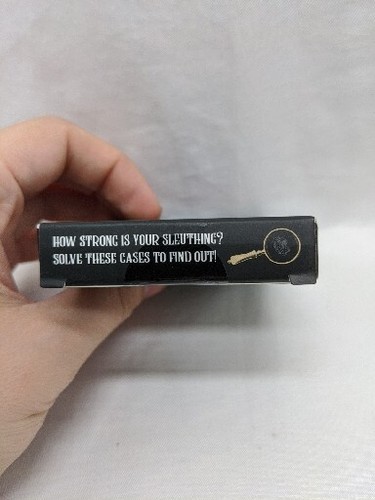 HOW STRONG IS YOUR SLEUTHING?
SOLVE THESE CASES TO FIND OUT!